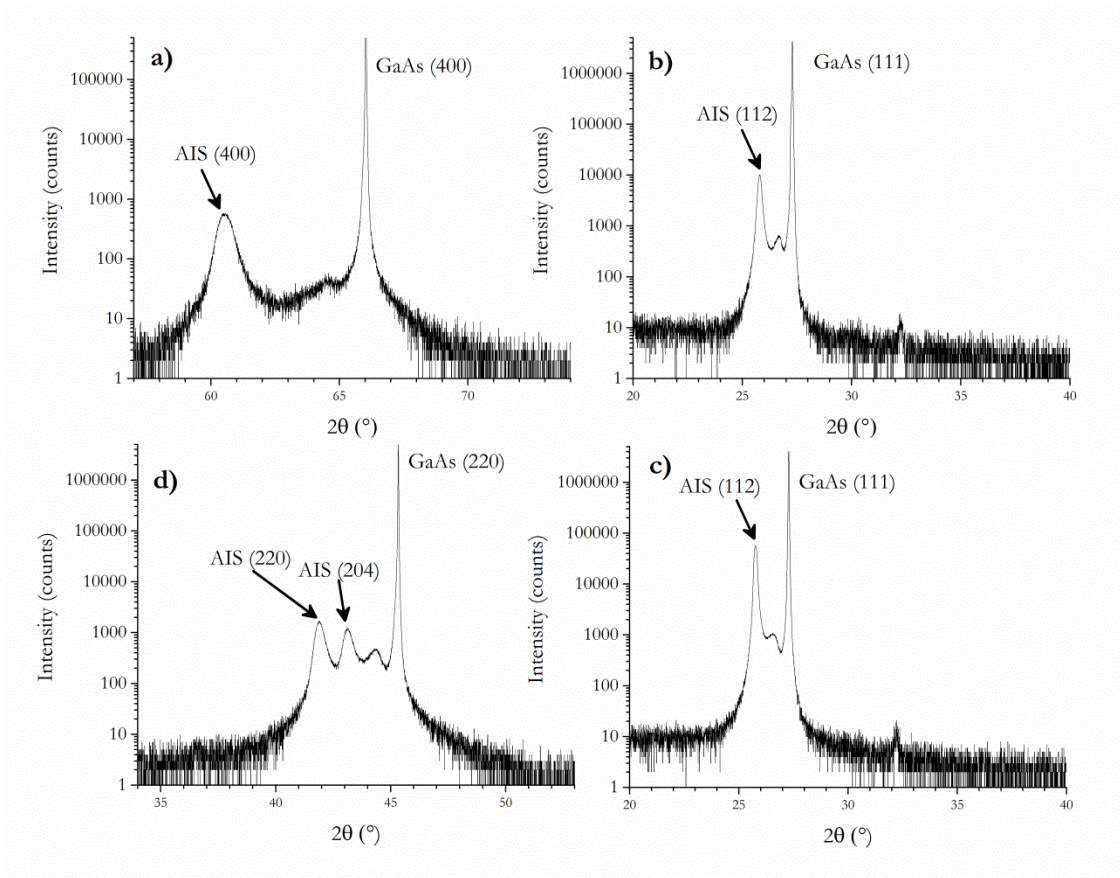 a)
GaAs (400)
AIS (400)
Intensity (counts)
100000
10000
1000
100
10
1
60
65
70
2θ (°)
b)
GaAs (111)
AIS (112)
Intensity (counts)
1000000
100000
10000
1000
100
10
1
20
25
30
35
40
2θ (°)
d)
GaAs (220)
AIS (220)
AIS (204)
Intensity (counts)
1000000
100000
10000
1000
100
10
1
35
40
45
50
2θ (°)
c)
AIS (112)
GaAs (111)
Intensity (counts)
1000000
100000
10000
1000
100
10
1
20
25
30
35
40
2θ (°)